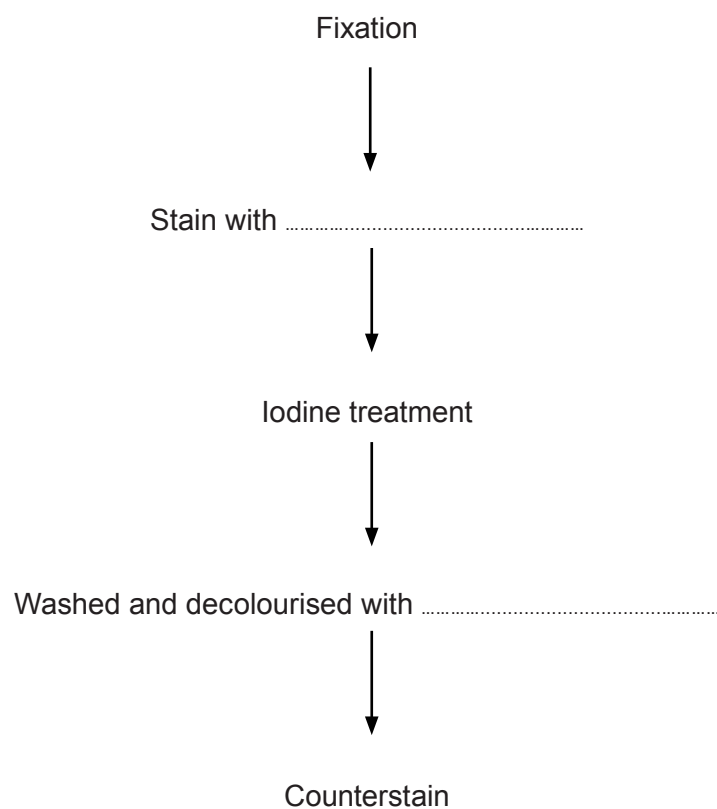 Fixation
Stain with ............................................................
Iodine treatment
Washed and decolourised with ............................................................
Counterstain